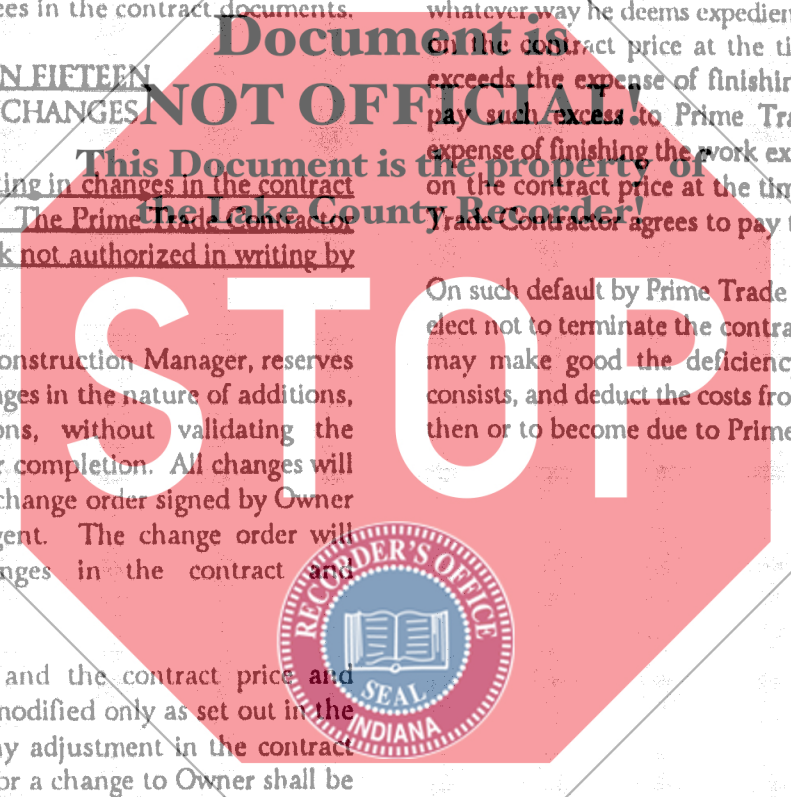 ees in the contract documents.
N FIFTEEN
CHANGES
ing in changes in the contract
The Prime Trade Contractor
k not authorized in writing by
onstruction Manager, reserves
ges in the nature of additions,
ons, without validating the
r completion. All changes will
change order signed by Owner
gent. The change order will
nges in the contract and
and the contract price and
modified only as set out in the
ny adjustment in the contract
or a change to Owner shall be
whatever way he deems expedien
on the contract price at the ti
exceeds the expense of finishin
pay such excess to Prime Tra
expense of finishing the work ex
on the contract price at the tim
Trade Contractor agrees to pay t
On such default by Prime Trade
elect not to terminate the contra
may make good the deficienc
consists, and deduct the costs fro
then or to become due to Prime
Document is
NOT OFFICIAL!
This Document is the property of
the Lake County Recorder!
STOP
RECORDER'S OFFICE
SEAL
INDIANA